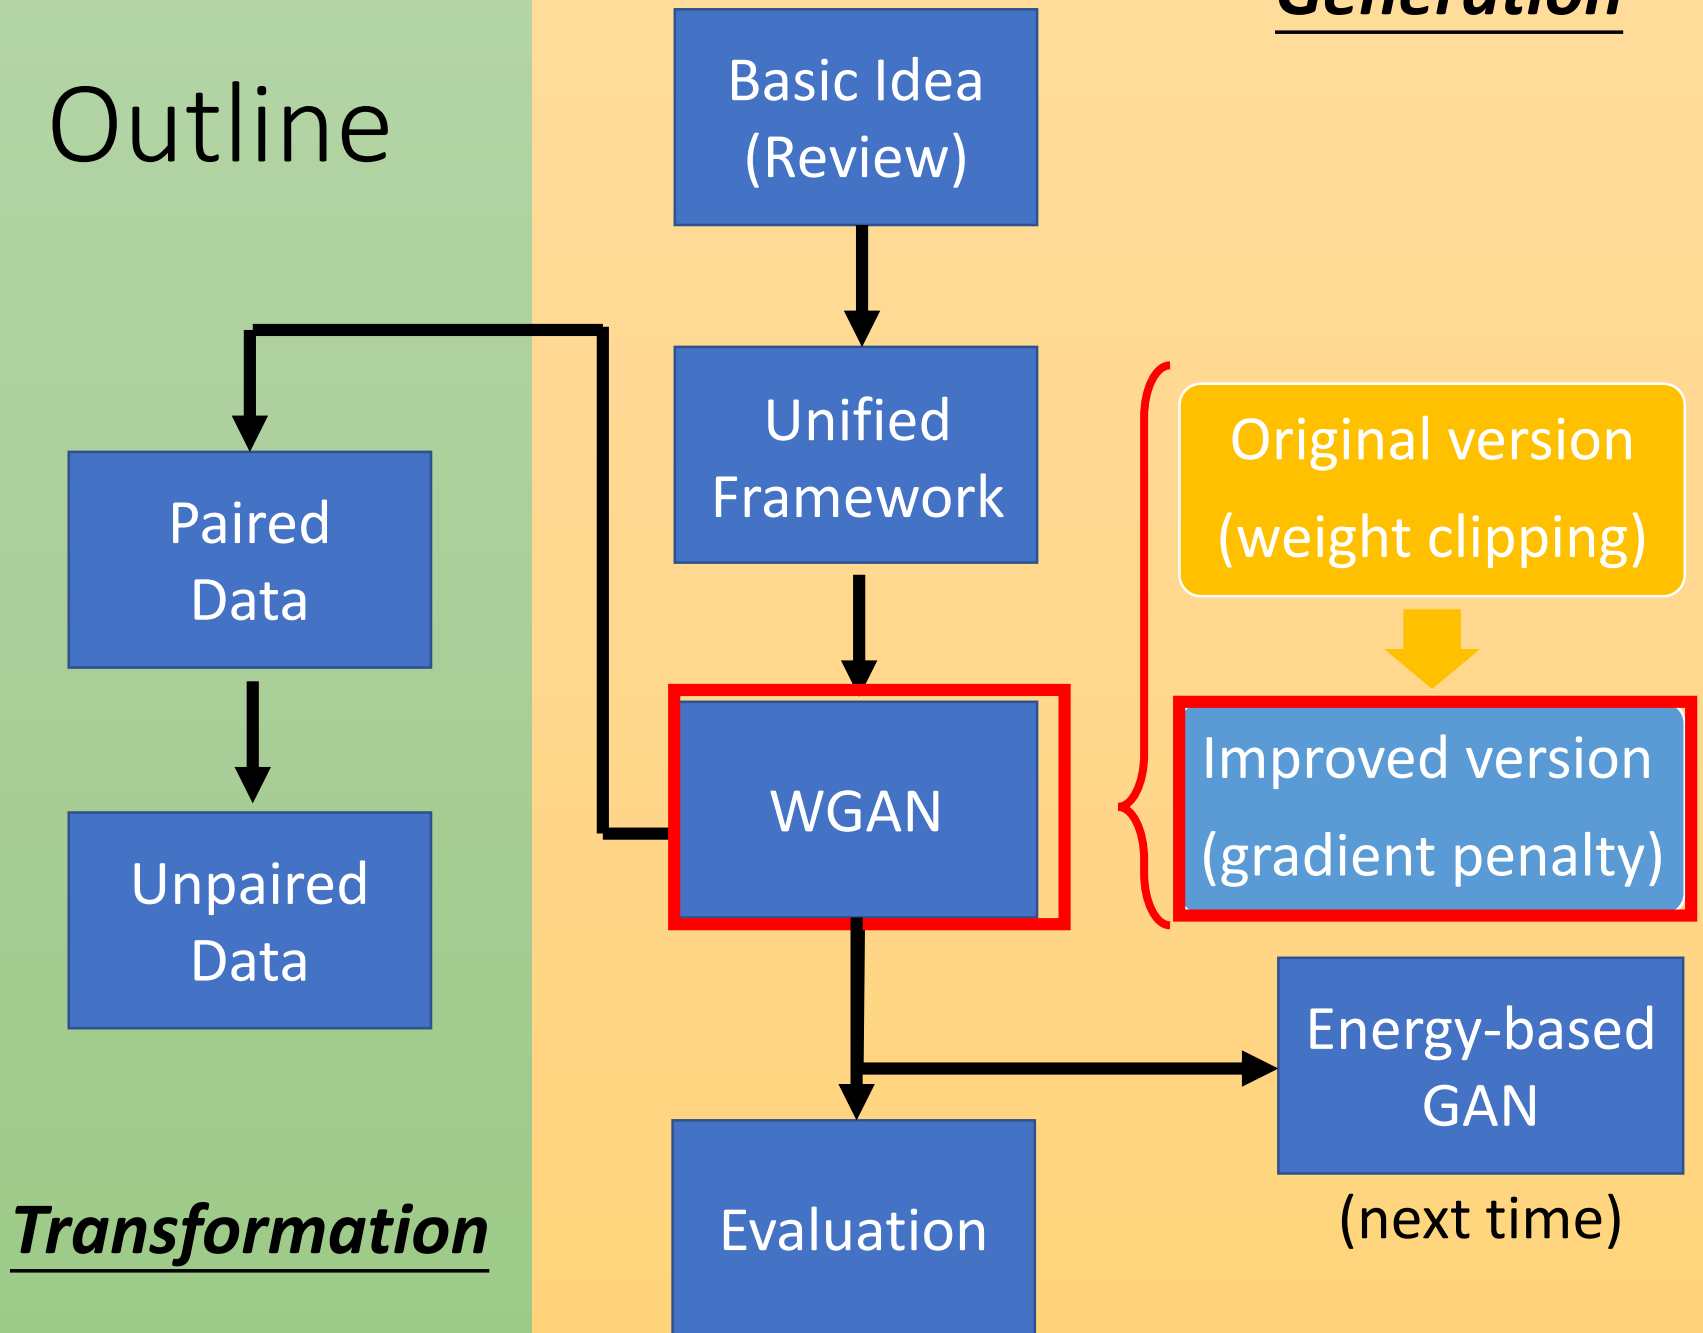 Generation
Outline
Basic Idea
(Review)
Unified
Framework
Original version
(weight clipping)
Paired
Data
Improved version
(gradient penalty)
WGAN
Unpaired
Data
Energy-based
GAN
(next time)
Evaluation
Transformation